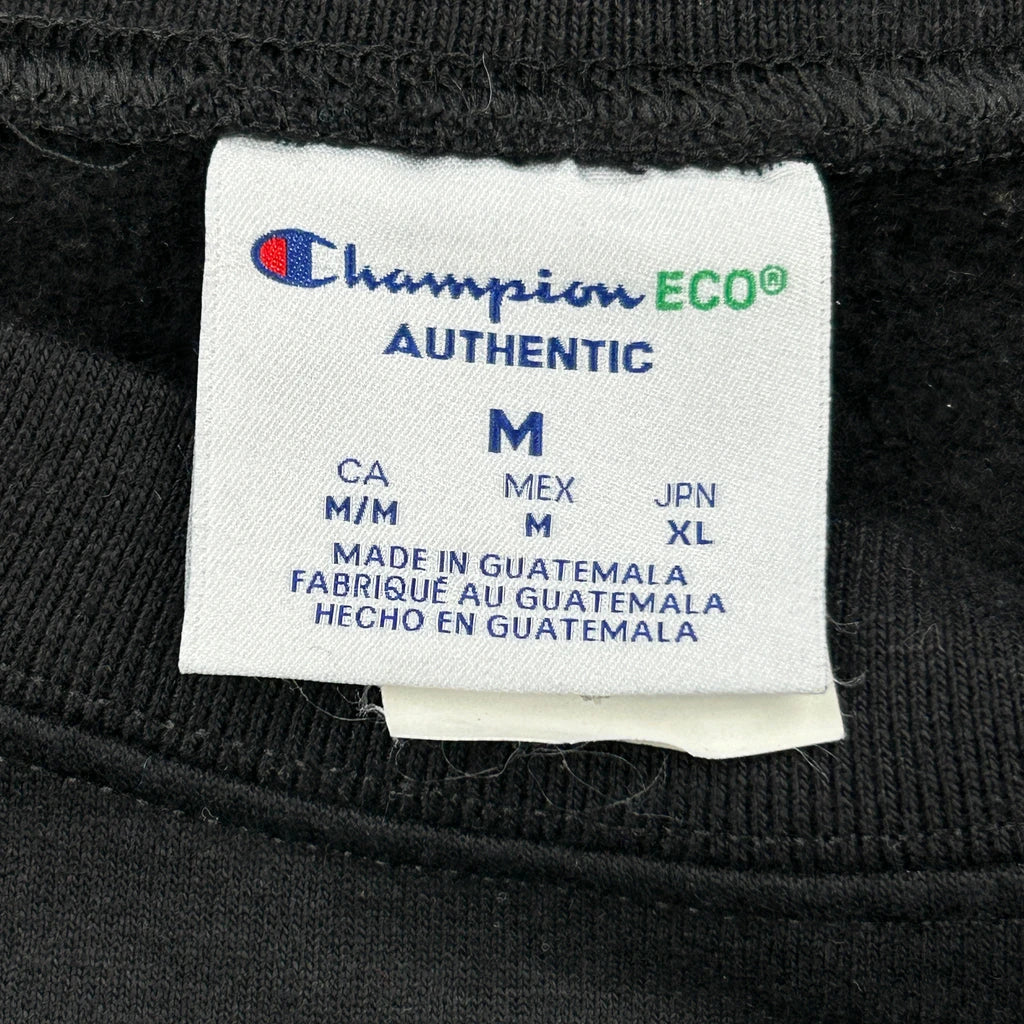 Champion ECO®
AUTHENTIC
M
CA MEX JPN
M/M M XL
MADE IN GUATEMALA
FABRIQUÉ AU GUATEMALA
HECHO EN GUATEMALA